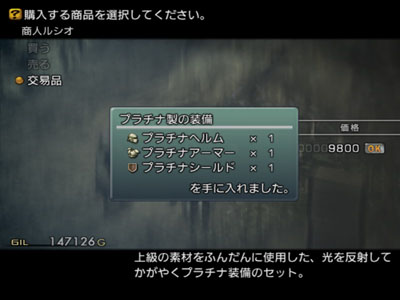 購入する商品を選択してください。
商人ルシオ
買う
売る
交易品
プラチナ製の装備
プラチナヘルム × 1
プラチナアーマー × 1
プラチナシールド × 1
を手に入れました。
価格
00009800 OK
GIL 147126G
上級の素材をふんだんに使用した、光を反射して
かがやくプラチナ装備のセット。